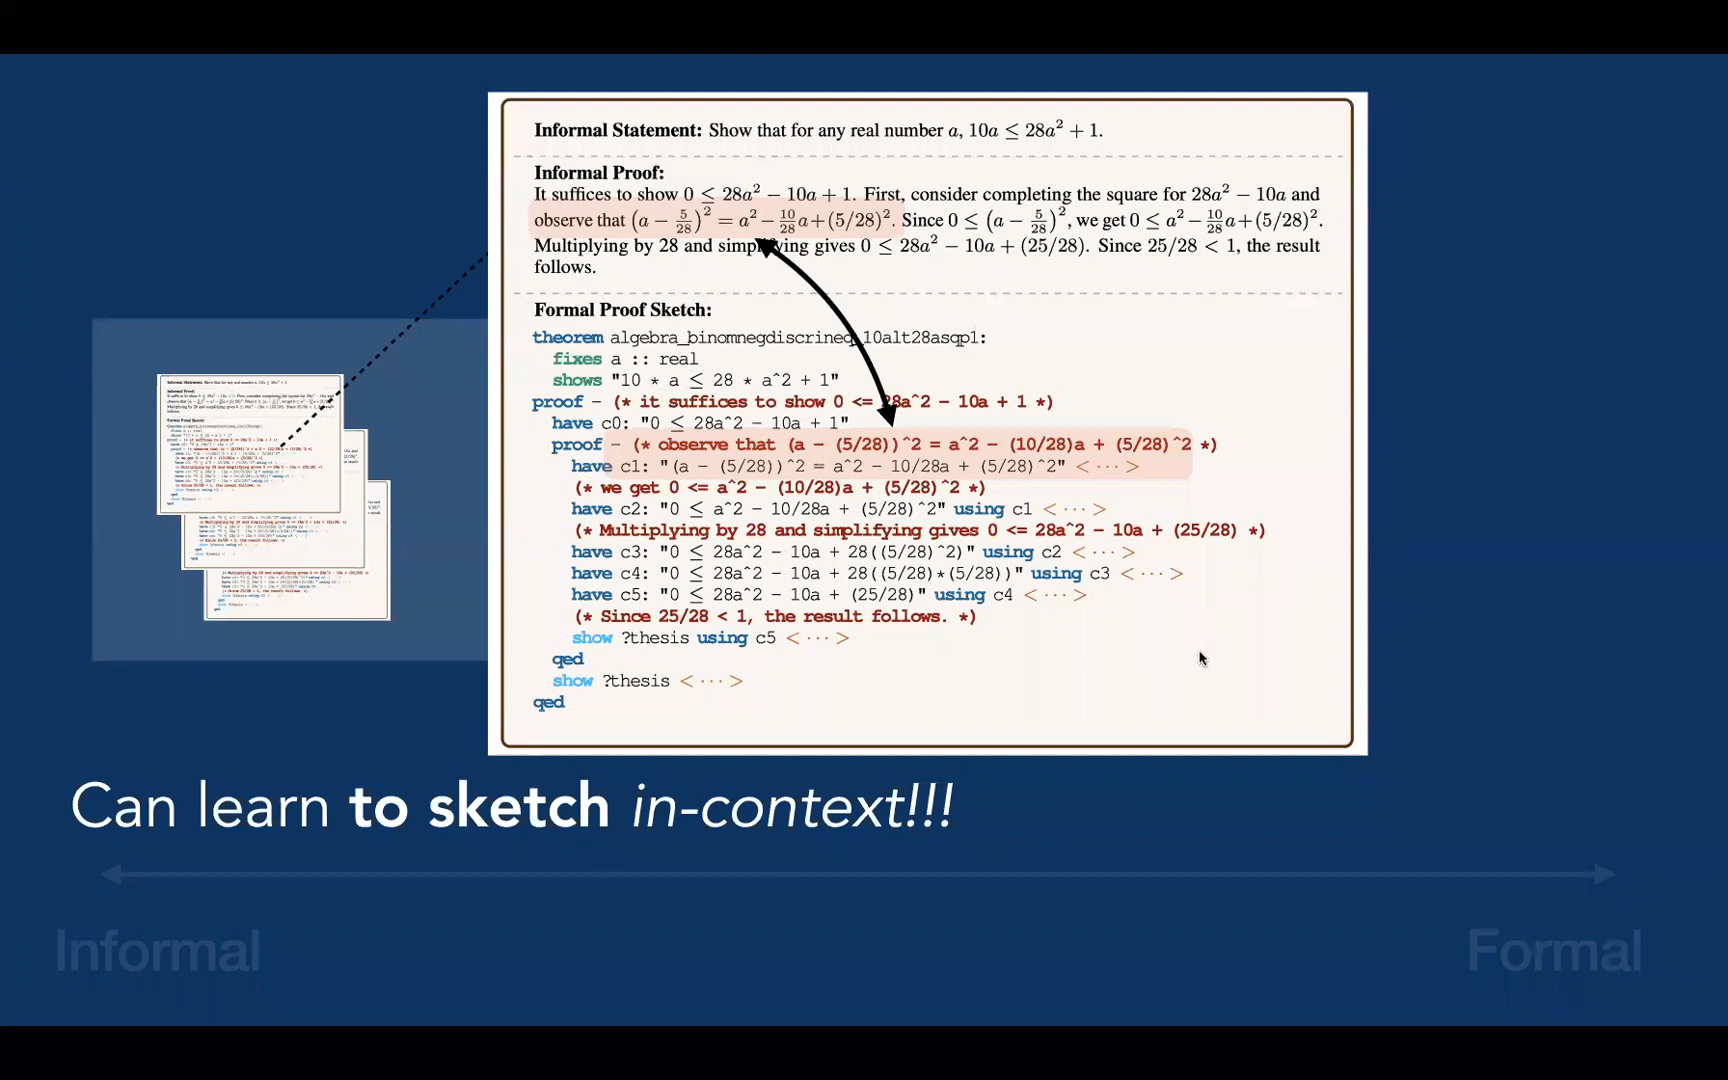 Informal Statement: Show that for any real number a, 10a ≤ 28a² + 1.
Informal Proof:
It suffices to show 0 ≤ 28a² − 10a + 1. First, consider completing the square for 28a² − 10a and
observe that (a − 5/28)² = a² − 10/28 a + (5/28)². Since 0 ≤ (a − 5/28)², we get 0 ≤ a² − 10/28 a + (5/28)².
Multiplying by 28 and simplifying gives 0 ≤ 28a² − 10a + (25/28). Since 25/28 < 1, the result
follows.
Formal Proof Sketch:
theorem algebra_binomnegdiscrineq_10alt28asqp1:
fixes a :: real
shows "10 * a ≤ 28 * a^2 + 1"
proof - (* it suffices to show 0 <= 28a^2 - 10a + 1 *)
have c0: "0 ≤ 28a^2 - 10a + 1"
proof - (* observe that (a - (5/28))^2 = a^2 - (10/28)a + (5/28)^2 *)
have c1: "(a - (5/28))^2 = a^2 - 10/28a + (5/28)^2" < ··· >
(* we get 0 <= a^2 - (10/28)a + (5/28)^2 *)
have c2: "0 ≤ a^2 - 10/28a + (5/28)^2" using c1 < ··· >
(* Multiplying by 28 and simplifying gives 0 <= 28a^2 - 10a + (25/28) *)
have c3: "0 ≤ 28a^2 - 10a + 28((5/28)^2)" using c2 < ··· >
have c4: "0 ≤ 28a^2 - 10a + 28((5/28)*(5/28))" using c3 < ··· >
have c5: "0 ≤ 28a^2 - 10a + (25/28)" using c4 < ··· >
(* Since 25/28 < 1, the result follows. *)
show ?thesis using c5 < ··· >
qed
show ?thesis < ··· >
qed
Can learn to sketch in-context!!!
Informal
Formal